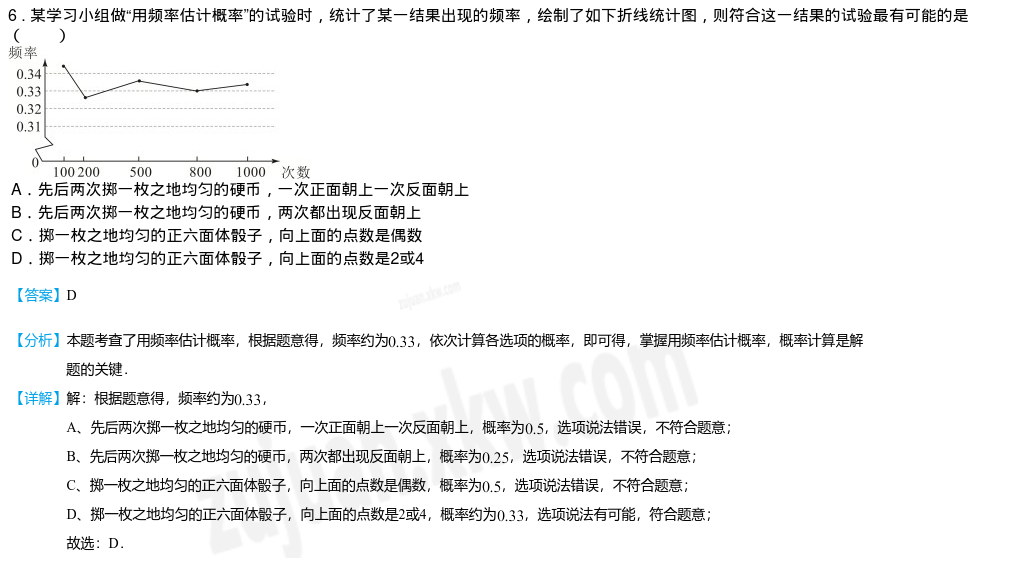 6．某学习小组做“用频率估计概率”的试验时，统计了某一结果出现的频率，绘制了如下折线统计图，则符合这一结果的试验最有可能的是
（　　）
频率
0.34
0.33
0.32
0.31
0
100 200 500 800 1000 次数
A．先后两次掷一枚之地均匀的硬币，一次正面朝上一次反面朝上
B．先后两次掷一枚之地均匀的硬币，两次都出现反面朝上
C．掷一枚之地均匀的正六面体骰子，向上面的点数是偶数
D．掷一枚之地均匀的正六面体骰子，向上面的点数是2或4
zujuan.xkw.com
【答案】D
【分析】本题考查了用频率估计概率，根据题意得，频率约为0.33，依次计算各选项的概率，即可得，掌握用频率估计概率，概率计算是解
题的关键．
【详解】解：根据题意得，频率约为0.33，
A、先后两次掷一枚之地均匀的硬币，一次正面朝上一次反面朝上，概率为0.5，选项说法错误，不符合题意；
B、先后两次掷一枚之地均匀的硬币，两次都出现反面朝上，概率为0.25，选项说法错误，不符合题意；
C、掷一枚之地均匀的正六面体骰子，向上面的点数是偶数，概率为0.5，选项说法错误，不符合题意；
D、掷一枚之地均匀的正六面体骰子，向上面的点数是2或4，概率约为0.33，选项说法有可能，符合题意；
故选：D．
zujuan.xkw.com